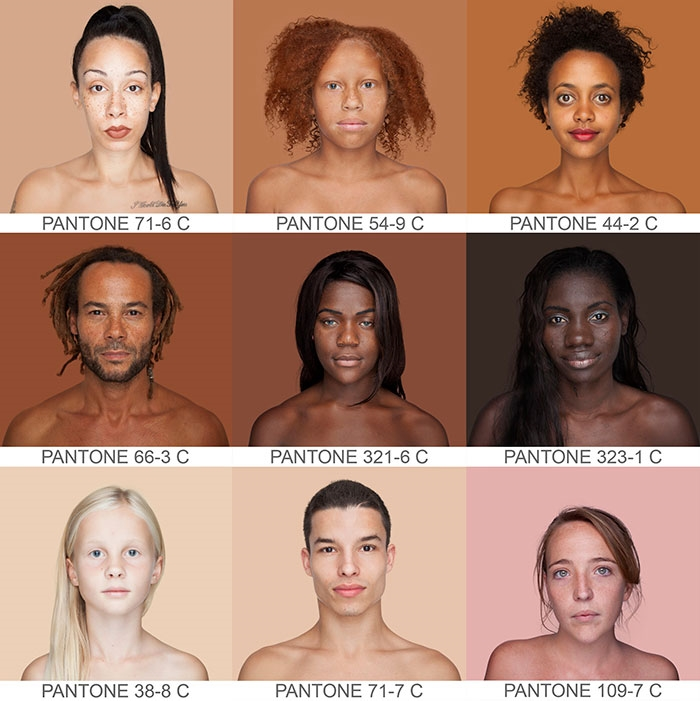 PANTONE 71-6 C
PANTONE 54-9 C
PANTONE 44-2 C
PANTONE 66-3 C
PANTONE 321-6 C
PANTONE 323-1 C
PANTONE 38-8 C
PANTONE 71-7 C
PANTONE 109-7 C